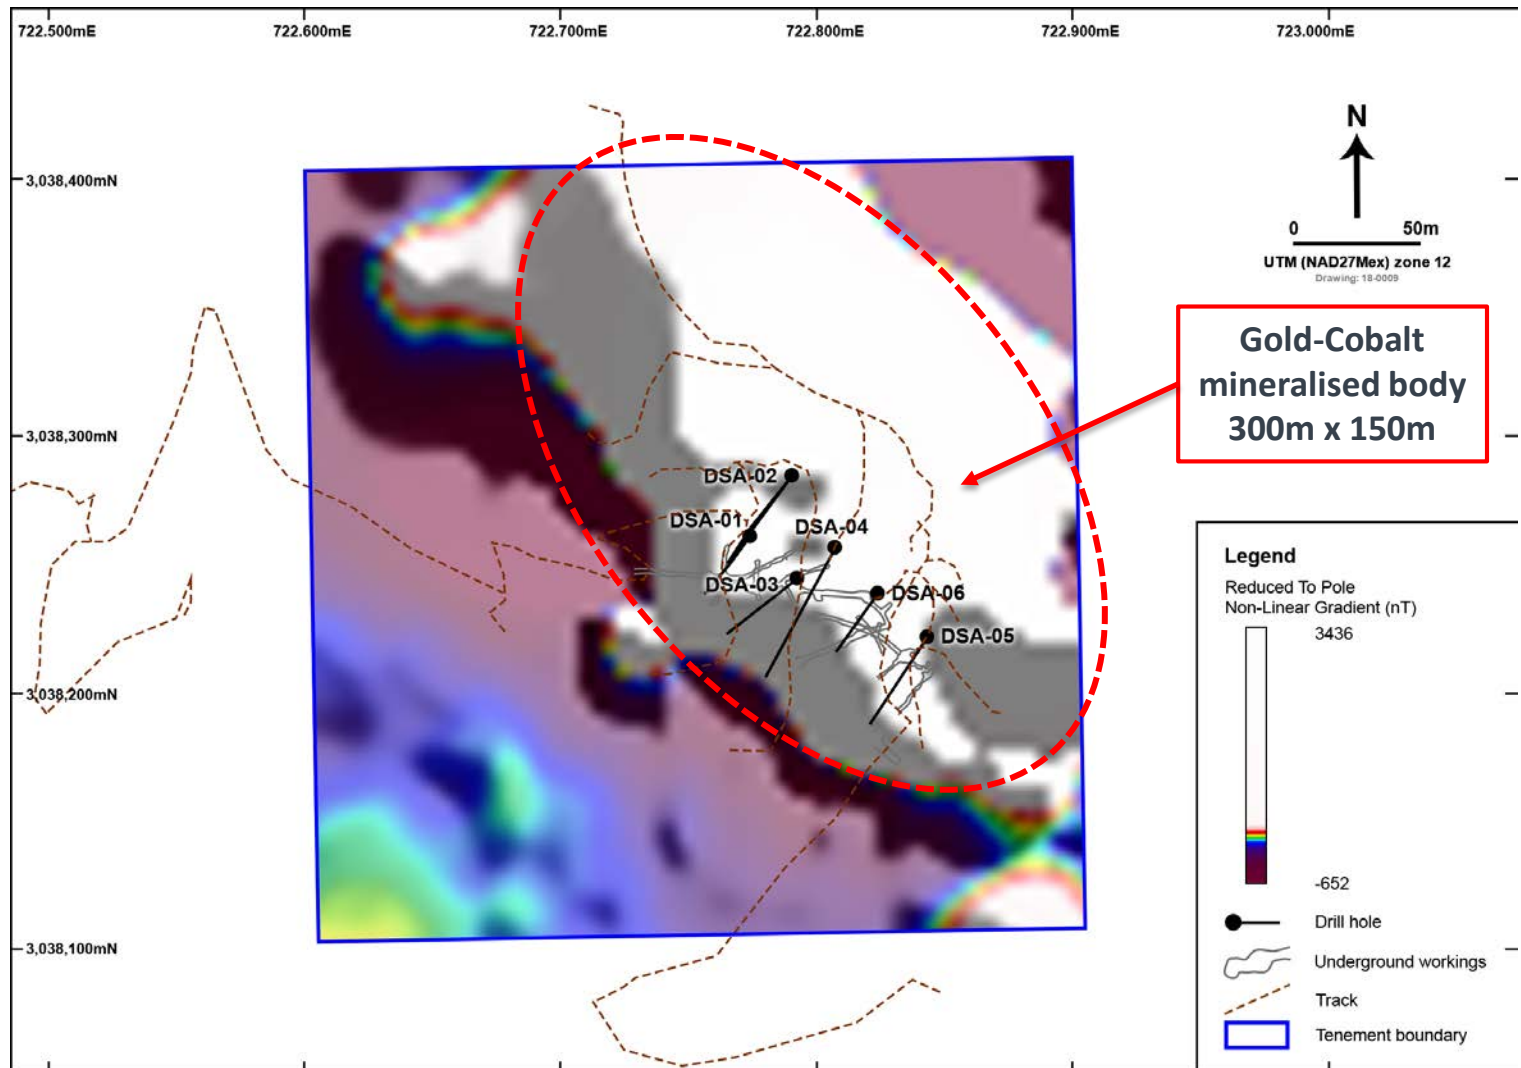 722.500mE
722.600mE
722.700mE
722.800mE
722.900mE
723.000mE
3,038,400mN
3,038,300mN
3,038,200mN
3,038,100mN
N
0 50m
UTM (NAD27Mex) zone 12
Drawing: 18-0009
Gold-Cobalt
mineralised body
300m x 150m
DSA-02
DSA-01
DSA-04
DSA-03
DSA-06
DSA-05
Legend
Reduced To Pole
Non-Linear Gradient (nT)
3436
-652
Drill hole
Underground workings
Track
Tenement boundary